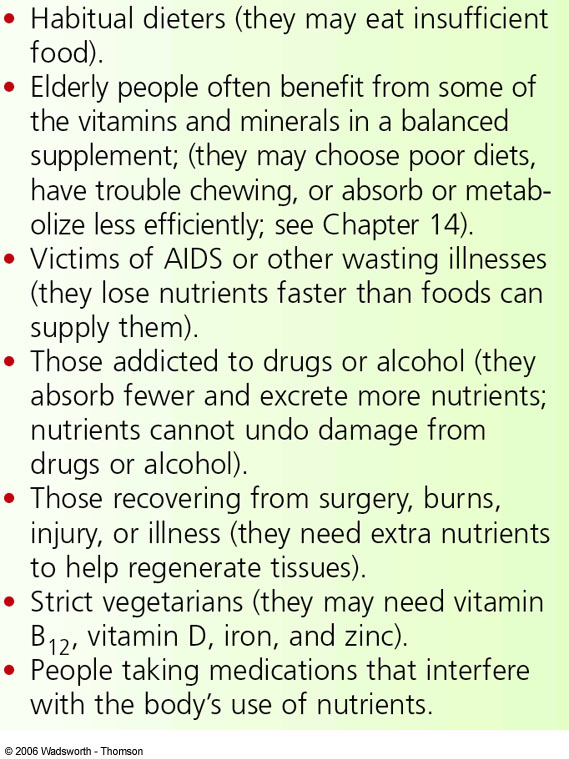 • Habitual dieters (they may eat insufficient
food).
• Elderly people often benefit from some of
the vitamins and minerals in a balanced
supplement; (they may choose poor diets,
have trouble chewing, or absorb or metab-
olize less efficiently; see Chapter 14).
• Victims of AIDS or other wasting illnesses
(they lose nutrients faster than foods can
supply them).
• Those addicted to drugs or alcohol (they
absorb fewer and excrete more nutrients;
nutrients cannot undo damage from
drugs or alcohol).
• Those recovering from surgery, burns,
injury, or illness (they need extra nutrients
to help regenerate tissues).
• Strict vegetarians (they may need vitamin
B12, vitamin D, iron, and zinc).
• People taking medications that interfere
with the body’s use of nutrients.
© 2006 Wadsworth - Thomson